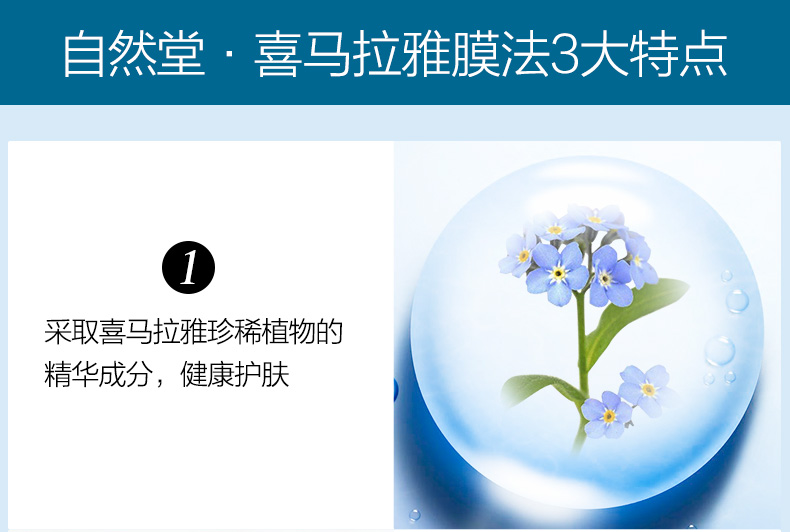 自然堂·喜马拉雅膜法3大特点
1
采取喜马拉雅珍稀植物的
精华成分，健康护肤